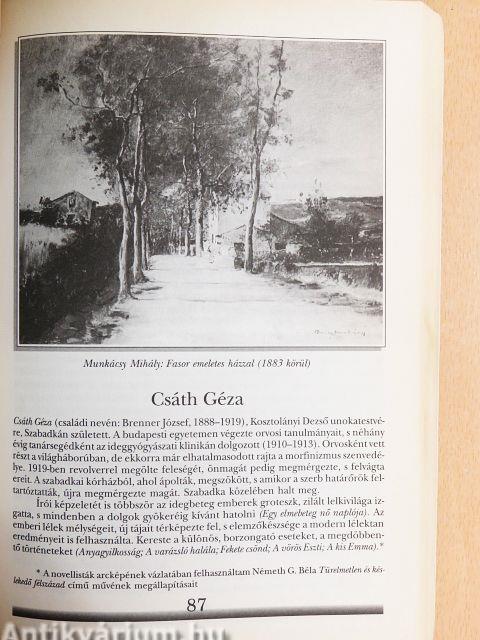 Munkácsy Mihály: Fasor emeletes házzal (1883 körül)
Csáth Géza
Csáth Géza (családi nevén: Brenner József, 1888–1919), Kosztolányi Dezső unokatestvé-
re, Szabadkán született. A budapesti egyetemen végezte orvosi tanulmányait, s néhány
évig tanársegédként az ideggyógyászati klinikán dolgozott (1910–1913). Orvosként vett
részt a világháborúban, de ekkorra már elhatalmasodott rajta a morfinizmus szenvedé-
lye. 1919-ben revolverrel megölte feleségét, önmagát pedig megmérgezte, s felvágta
ereit. A szabadkai kórházból, ahol ápolták, megszökött, s amikor a szerb határőrök fel-
tartóztatták, újra megmérgezte magát. Szabadka közelében halt meg.
Írói képzeletét is többször az idegbeteg emberek groteszk, zilált lelkivilága iz-
gatta, s mindenben a dolgok gyökeréig kívánt hatolni (Egy elmebeteg nő naplója). Az
emberi lélek mélységeit, új tájait térképezte fel, s elemzőkészsége a modern lélektan
eredményeit is felhasználta. Kereste a különös, borzongató eseteket, a megdöbben-
tő történeteket (Anyagyilkosság; A varázsló halála; Fekete csönd; A vörös Eszti; A kis Emma).*
* A novellisták arcképének vázlatában felhasználtam Németh G. Béla Türelmetlen és kés-
lekedő félszázad című művének megállapításait
87
Antikvárium.hu